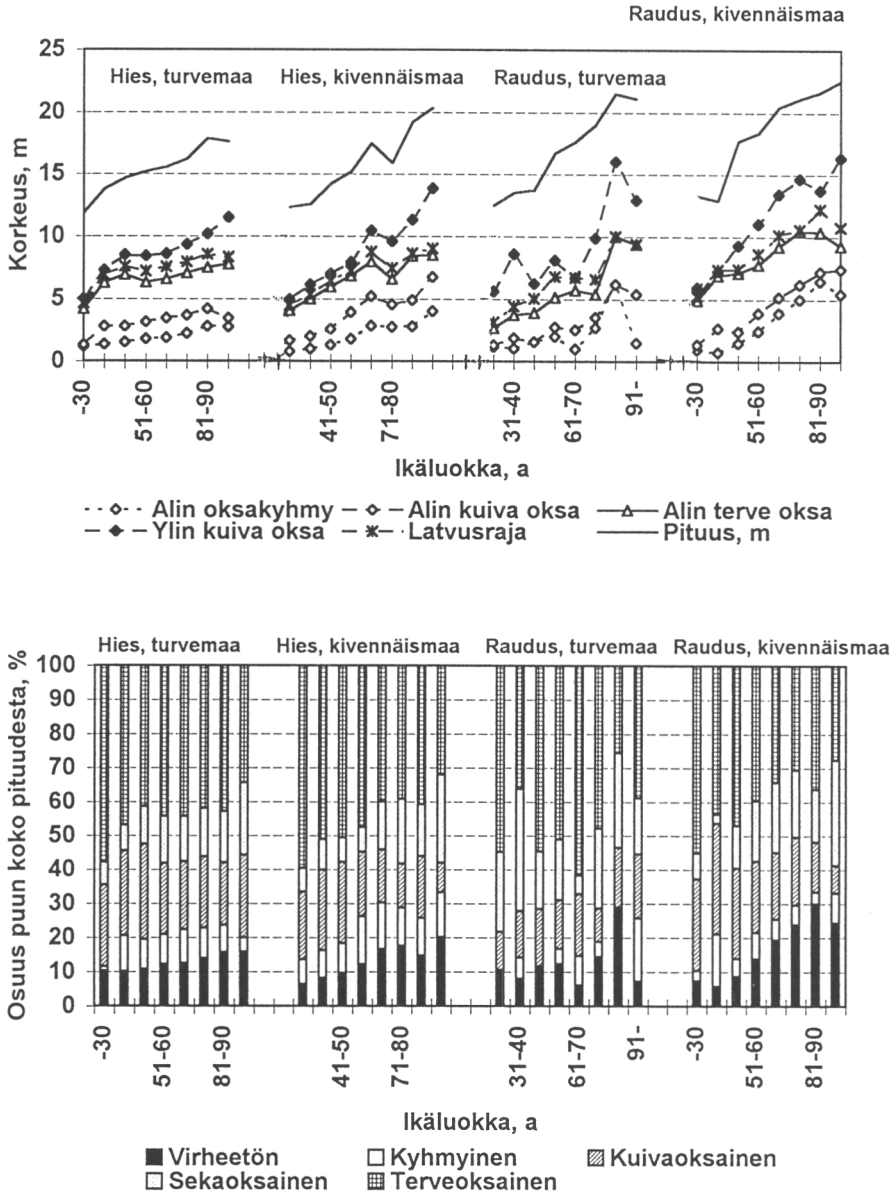 Raudus, kivennäismaa
Hies, turvemaa
Hies, kivennäismaa
Raudus, turvemaa
Korkeus, m
25
20
15
10
5
0
-30
51-60
81-90
41-50
71-80
31-40
61-70
91-
-30
51-60
81-90
Ikäluokka, a
Alin oksakyhmy
Alin kuiva oksa
Alin terve oksa
Ylin kuiva oksa
Latvusraja
Pituus, m
Hies, turvemaa
Hies, kivennäismaa
Raudus, turvemaa
Raudus, kivennäismaa
Osuus puun koko pituudesta, %
100
90
80
70
60
50
40
30
20
10
0
-30
51-60
81-90
41-50
71-80
31-40
61-70
91-
-30
51-60
81-90
Ikäluokka, a
Virheetön
Kyhmyinen
Kuivaoksainen
Sekaoksainen
Terveoksainen